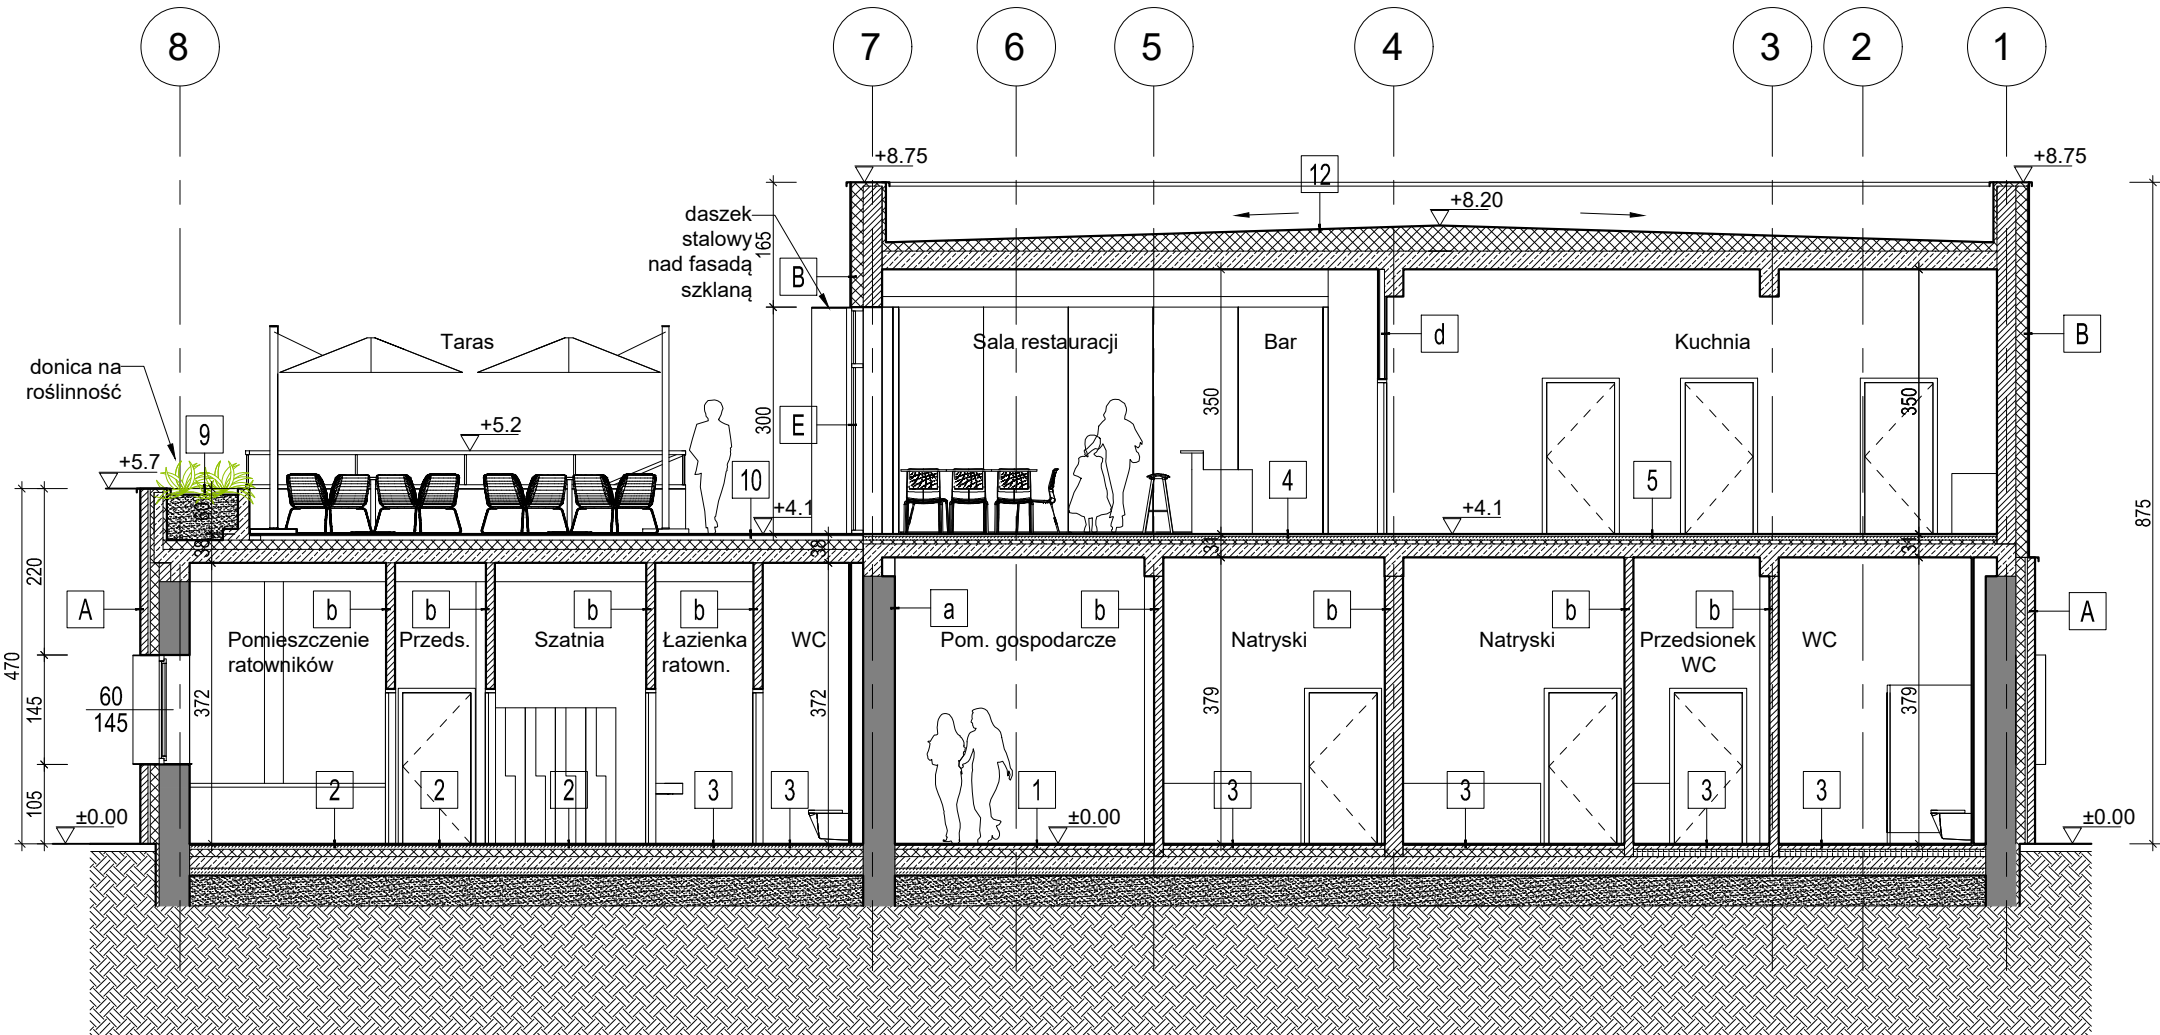 8
7
6
5
4
3
2
1
+8.75
+8.75
12
+8.20
daszek
stalowy
nad fasadą
szklaną
165
B
d
B
Taras
Sala restauracji
Bar
Kuchnia
donica na
roślinność
9
+5.2
300
E
350
350
+5.7
10
4
5
+4.1
+4.1
60
38
38
31
31
875
220
A
b
b
b
b
a
b
b
b
b
A
Pomieszczenie
ratowników
Przeds.
Szatnia
Łazienka
ratown.
WC
Pom. gospodarcze
Natryski
Natryski
Przedsionek
WC
WC
470
145
60
145
372
372
379
379
105
2
2
2
3
3
1
3
3
3
3
±0.00
±0.00
±0.00